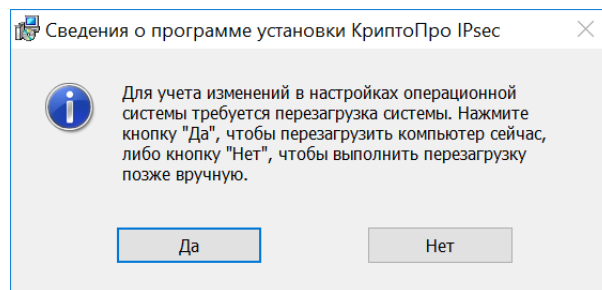 Сведения о программе установки КриптоПро IPsec
Для учета изменений в настройках операционной
системы требуется перезагрузка системы. Нажмите
кнопку "Да", чтобы перезагрузить компьютер сейчас,
либо кнопку "Нет", чтобы выполнить перезагрузку
позже вручную.
Да
Нет